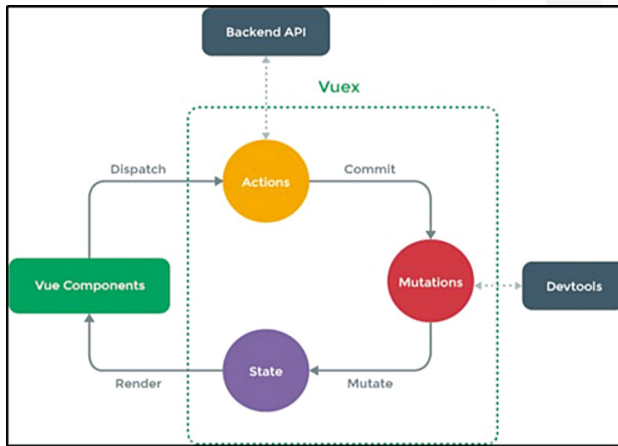 Backend API
Vuex
Dispatch
Actions
Commit
Vue Components
Mutations
Devtools
Render
State
Mutate